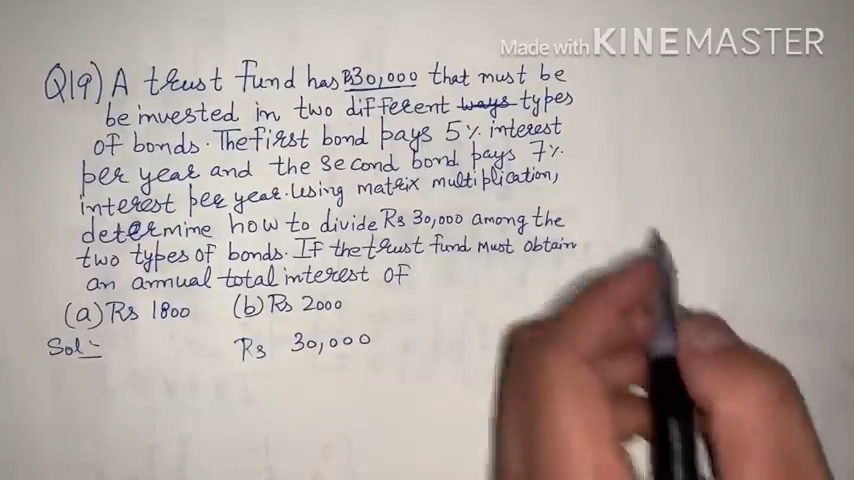 Made with KINEMASTER
Q19) A trust fund has Rs30,000 that must be
be invested in two different ways types
of bonds. The first bond pays 5% interest
per year and the second bond pays 7%
interest per year. Using matrix multiplication,
determine how to divide Rs 30,000 among the
two types of bonds. If the trust fund must obtain
an annual total interest of
(a) Rs 1800 (b) Rs 2000
Sol:- Rs 30,000